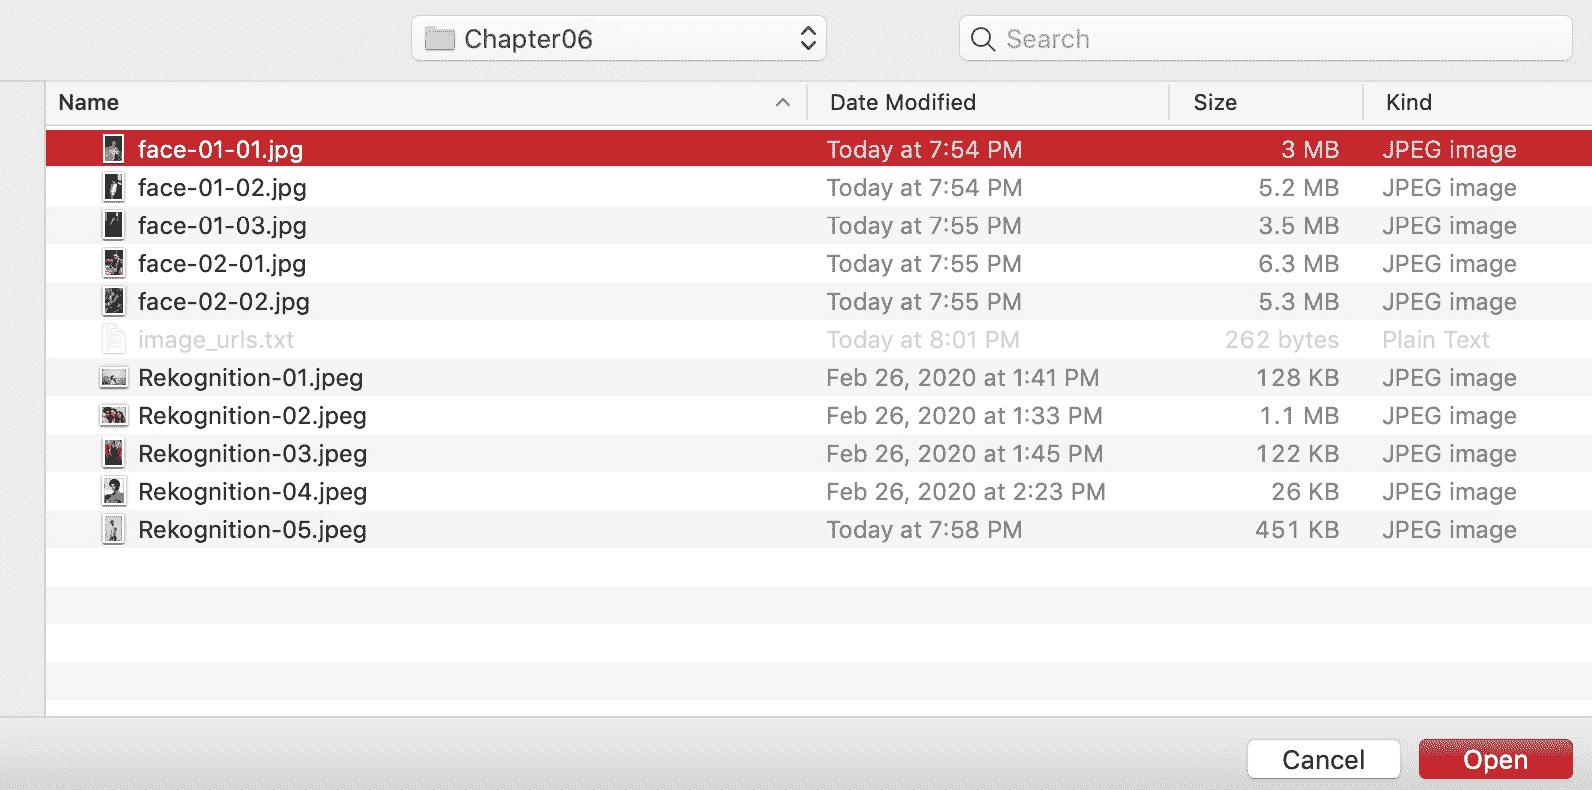 Chapter06 Search
Name Date Modified Size Kind
face-01-01.jpg Today at 7:54 PM 3 MB JPEG image
face-01-02.jpg Today at 7:54 PM 5.2 MB JPEG image
face-01-03.jpg Today at 7:55 PM 3.5 MB JPEG image
face-02-01.jpg Today at 7:55 PM 6.3 MB JPEG image
face-02-02.jpg Today at 7:55 PM 5.3 MB JPEG image
image_urls.txt Today at 8:01 PM 262 bytes Plain Text
Rekognition-01.jpeg Feb 26, 2020 at 1:41 PM 128 KB JPEG image
Rekognition-02.jpeg Feb 26, 2020 at 1:33 PM 1.1 MB JPEG image
Rekognition-03.jpeg Feb 26, 2020 at 1:45 PM 122 KB JPEG image
Rekognition-04.jpeg Feb 26, 2020 at 2:23 PM 26 KB JPEG image
Rekognition-05.jpeg Today at 7:58 PM 451 KB JPEG image
Cancel Open